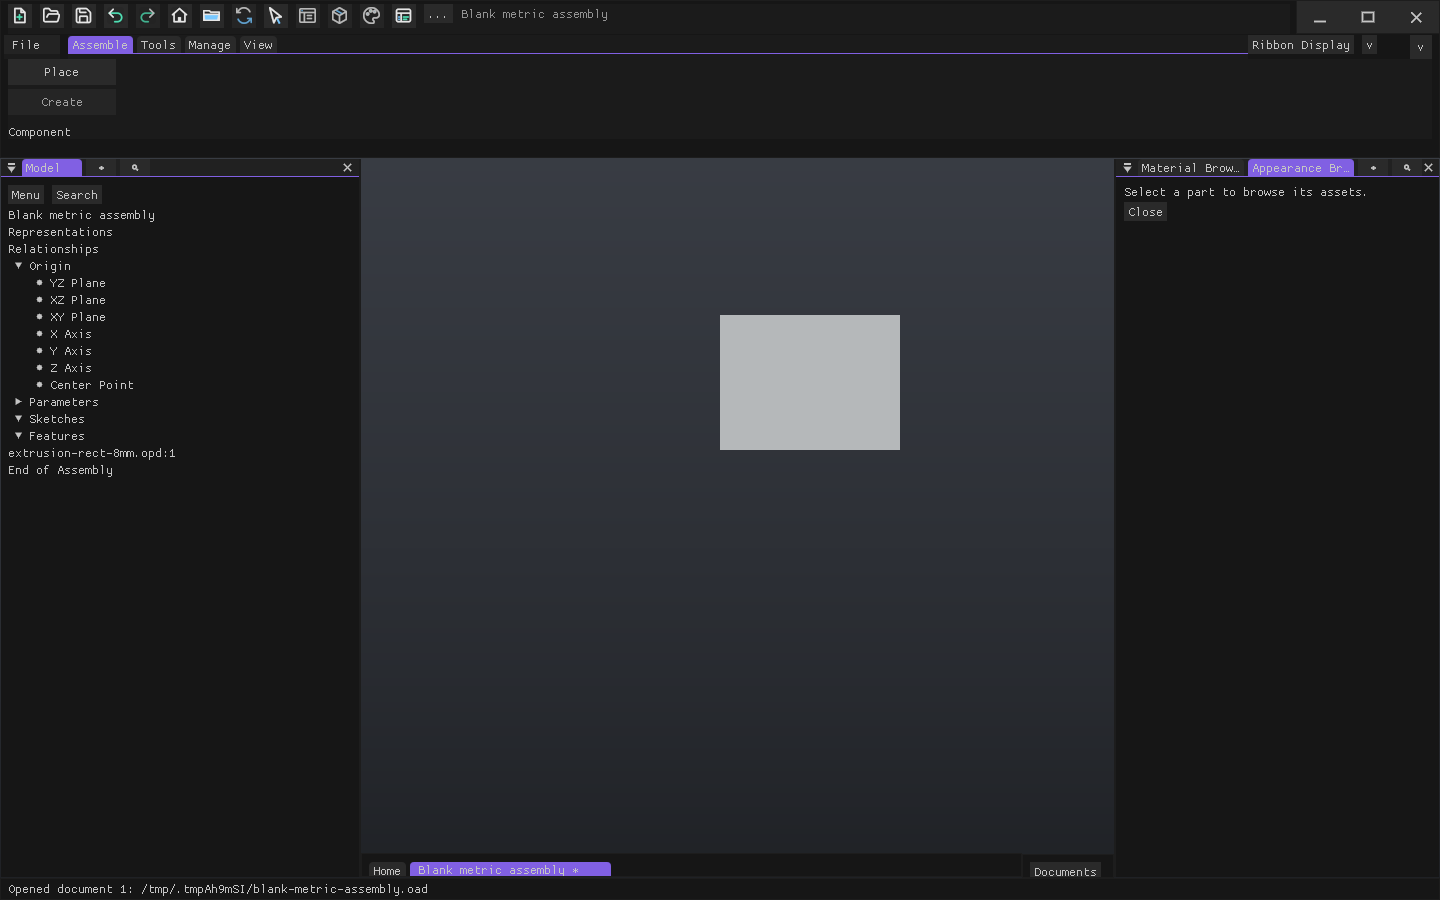 ... Blank metric assembly
File Assemble Tools Manage View Ribbon Display v v
Place
Create
Component
Model
Menu Search
Blank metric assembly
Representations
Relationships
Origin
YZ Plane
XZ Plane
XY Plane
X Axis
Y Axis
Z Axis
Center Point
Parameters
Sketches
Features
extrusion-rect-8mm.opd:1
End of Assembly
Material Brow… Appearance Br…
Select a part to browse its assets.
Close
Home Blank metric assembly * Documents
Opened document 1: /tmp/.tmpAh9mSI/blank-metric-assembly.oad